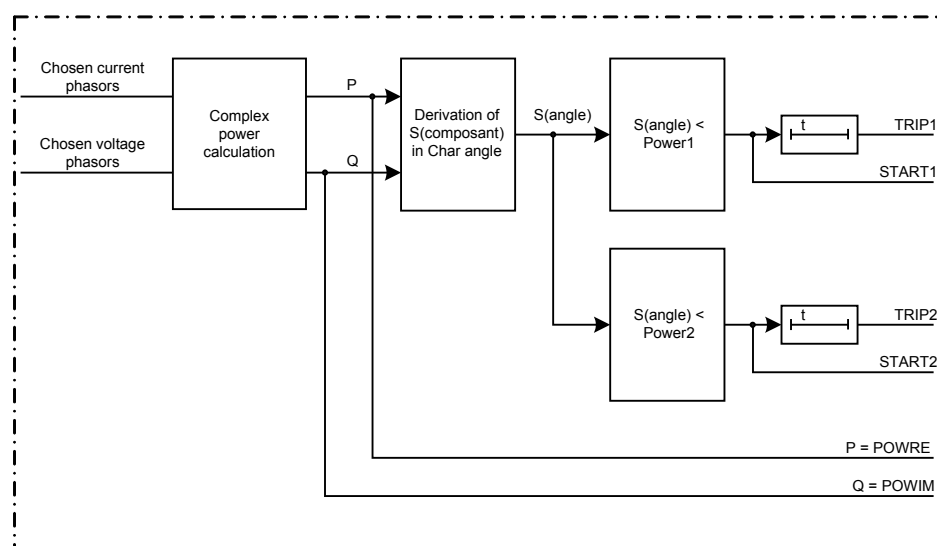 Chosen current
phasors
Chosen voltage
phasors
Complex
power
calculation
P
Q
Derivation of
S(composant)
in Char angle
S(angle)
S(angle) <
Power1
t
TRIP1
START1
S(angle) <
Power2
t
TRIP2
START2
P = POWRE
Q = POWIM